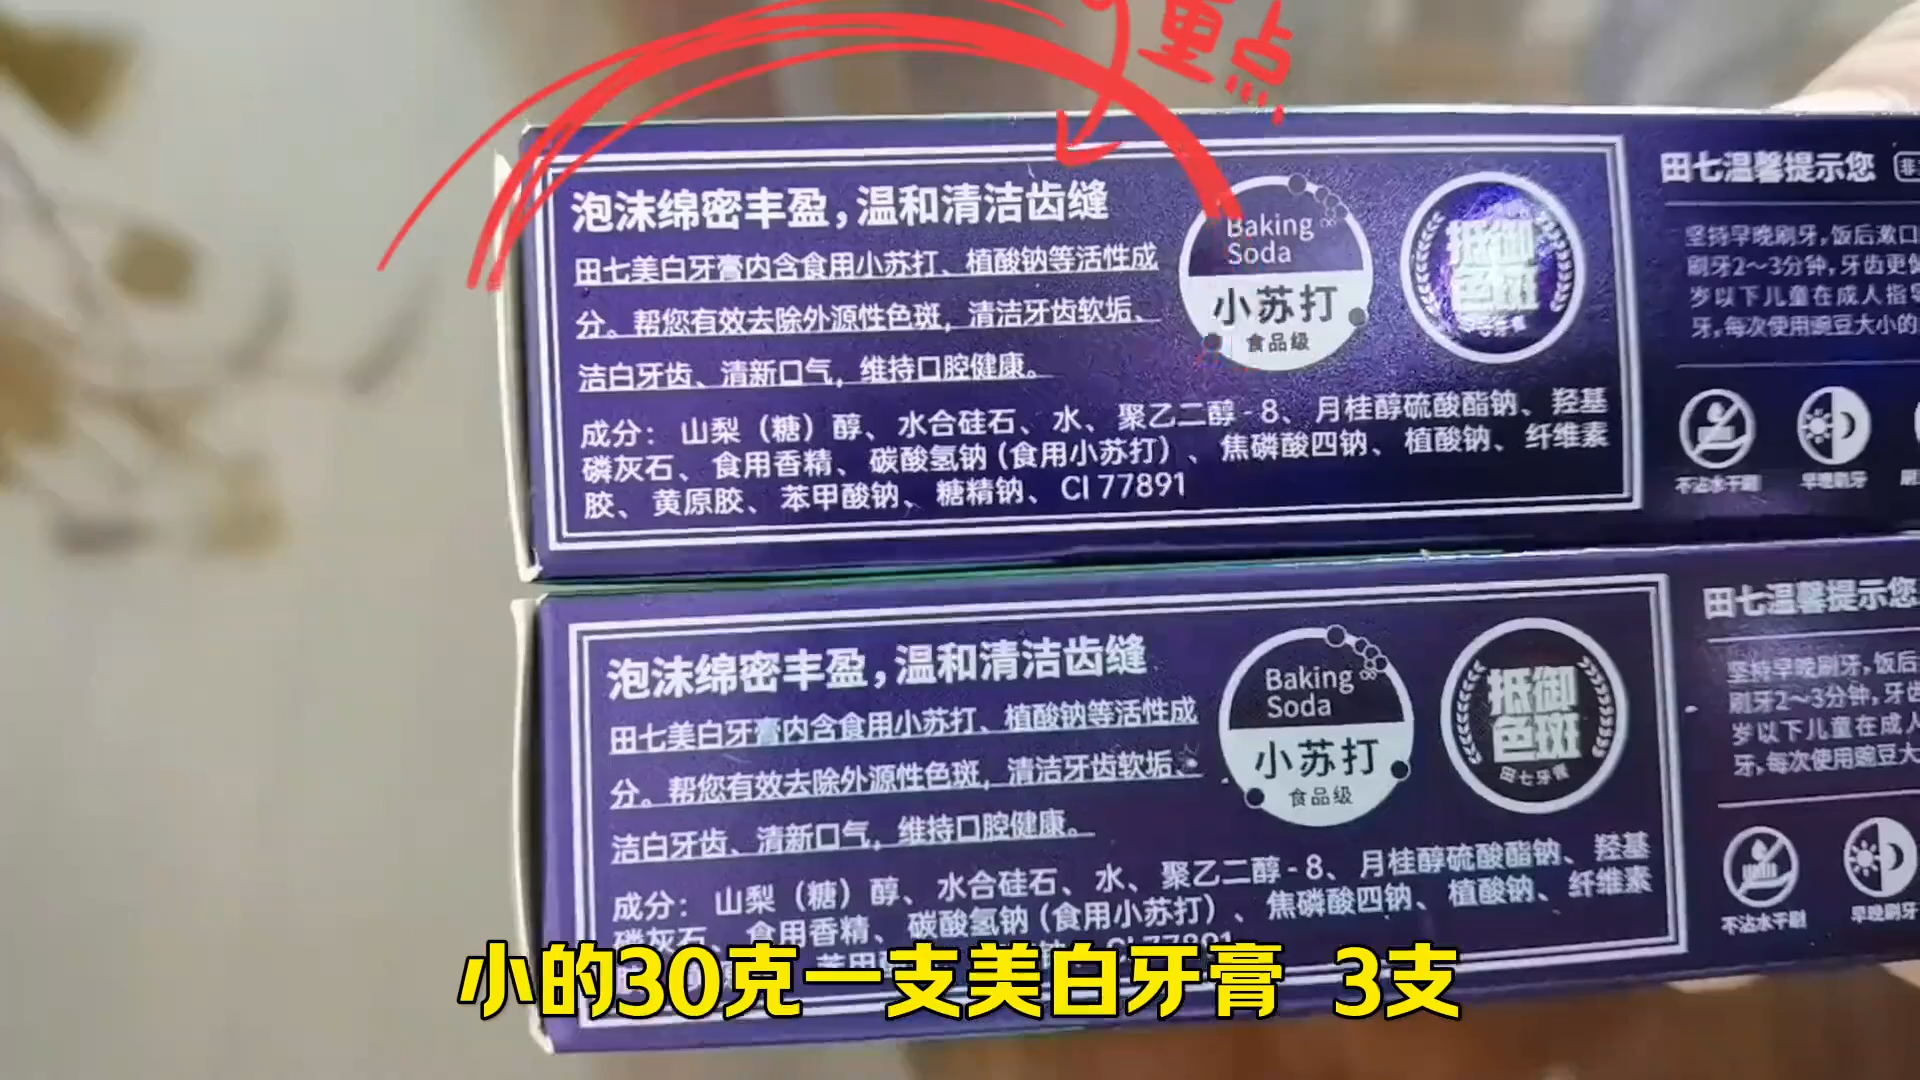 重点
泡沫绵密丰盈，温和清洁齿缝
田七美白牙膏内含食用小苏打、植酸钠等活性成
分。帮您有效去除外源性色斑，清洁牙齿软垢、
洁白牙齿、清新口气，维持口腔健康。
成分：山梨（糖）醇、水合硅石、水、聚乙二醇-8、月桂醇硫酸酯钠、羟基
磷灰石、食用香精、碳酸氢钠（食用小苏打）、焦磷酸四钠、植酸钠、纤维素
胶、黄原胶、苯甲酸钠、糖精钠、CI 77891
Baking
Soda
小苏打
食品级
抵御
色斑
田七牙膏
田七温馨提示您
坚持早晚刷牙，饭后漱口
刷牙2～3分钟，牙齿更健
岁以下儿童在成人指导
牙，每次使用豌豆大小的
不沾水干刷
早晚刷牙
泡沫绵密丰盈，温和清洁齿缝
田七美白牙膏内含食用小苏打、植酸钠等活性成
分。帮您有效去除外源性色斑，清洁牙齿软垢、
洁白牙齿、清新口气，维持口腔健康。
成分：山梨（糖）醇、水合硅石、水、聚乙二醇-8、月桂醇硫酸酯钠、羟基
磷灰石、食用香精、碳酸氢钠（食用小苏打）、焦磷酸四钠、植酸钠、纤维素
Baking
Soda
小苏打
食品级
抵御
色斑
田七牙膏
田七温馨提示您
坚持早晚刷牙，饭后
刷牙2～3分钟，牙齿
岁以下儿童在成人
牙，每次使用豌豆大
不沾水干刷
早晚刷牙
小的30克一支美白牙膏 3支